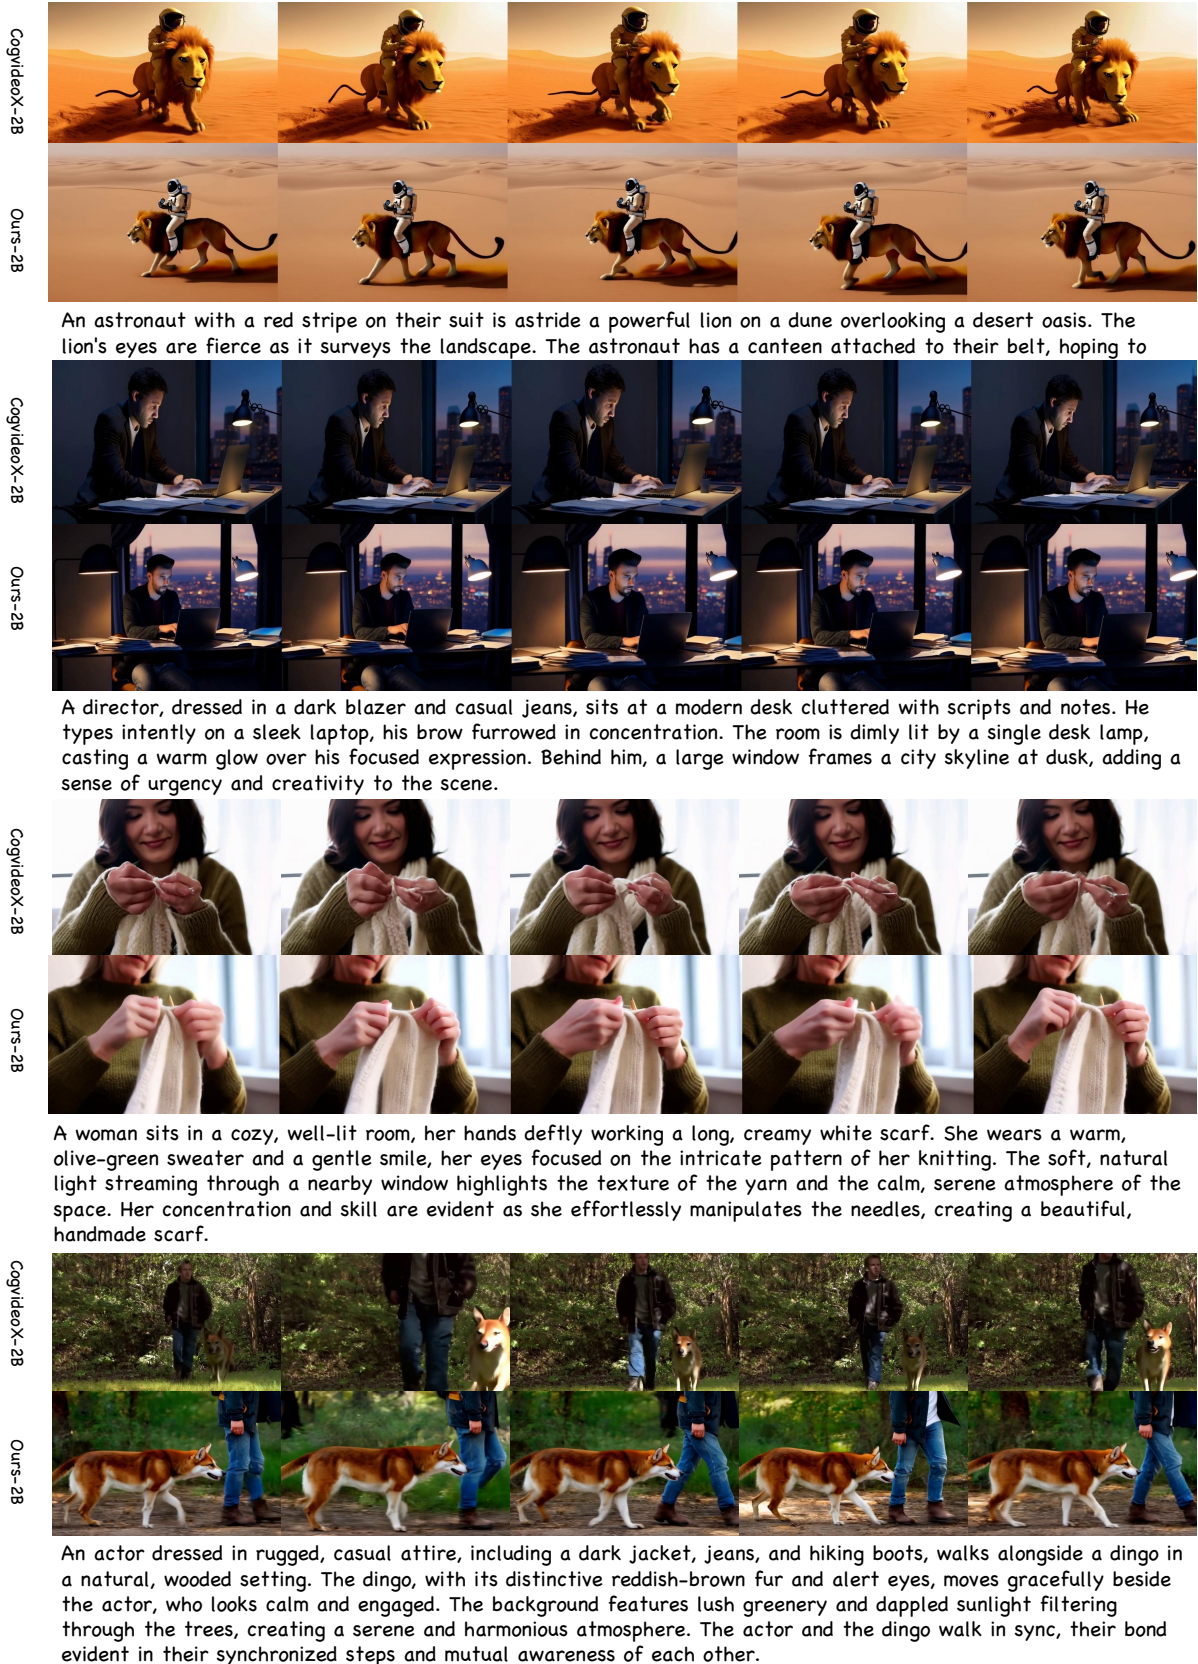 CogvideoX-2B
Ours-2B
An astronaut with a red stripe on their suit is astride a powerful lion on a dune overlooking a desert oasis. The
lion's eyes are fierce as it surveys the landscape. The astronaut has a canteen attached to their belt, hoping to
CogvideoX-2B
Ours-2B
A director, dressed in a dark blazer and casual jeans, sits at a modern desk cluttered with scripts and notes. He
types intently on a sleek laptop, his brow furrowed in concentration. The room is dimly lit by a single desk lamp,
casting a warm glow over his focused expression. Behind him, a large window frames a city skyline at dusk, adding a
sense of urgency and creativity to the scene.
CogvideoX-2B
Ours-2B
A woman sits in a cozy, well-lit room, her hands deftly working a long, creamy white scarf. She wears a warm,
olive-green sweater and a gentle smile, her eyes focused on the intricate pattern of her knitting. The soft, natural
light streaming through a nearby window highlights the texture of the yarn and the calm, serene atmosphere of the
space. Her concentration and skill are evident as she effortlessly manipulates the needles, creating a beautiful,
handmade scarf.
CogvideoX-2B
Ours-2B
An actor dressed in rugged, casual attire, including a dark jacket, jeans, and hiking boots, walks alongside a dingo in
a natural, wooded setting. The dingo, with its distinctive reddish-brown fur and alert eyes, moves gracefully beside
the actor, who looks calm and engaged. The background features lush greenery and dappled sunlight filtering
through the trees, creating a serene and harmonious atmosphere. The actor and the dingo walk in sync, their bond
evident in their synchronized steps and mutual awareness of each other.